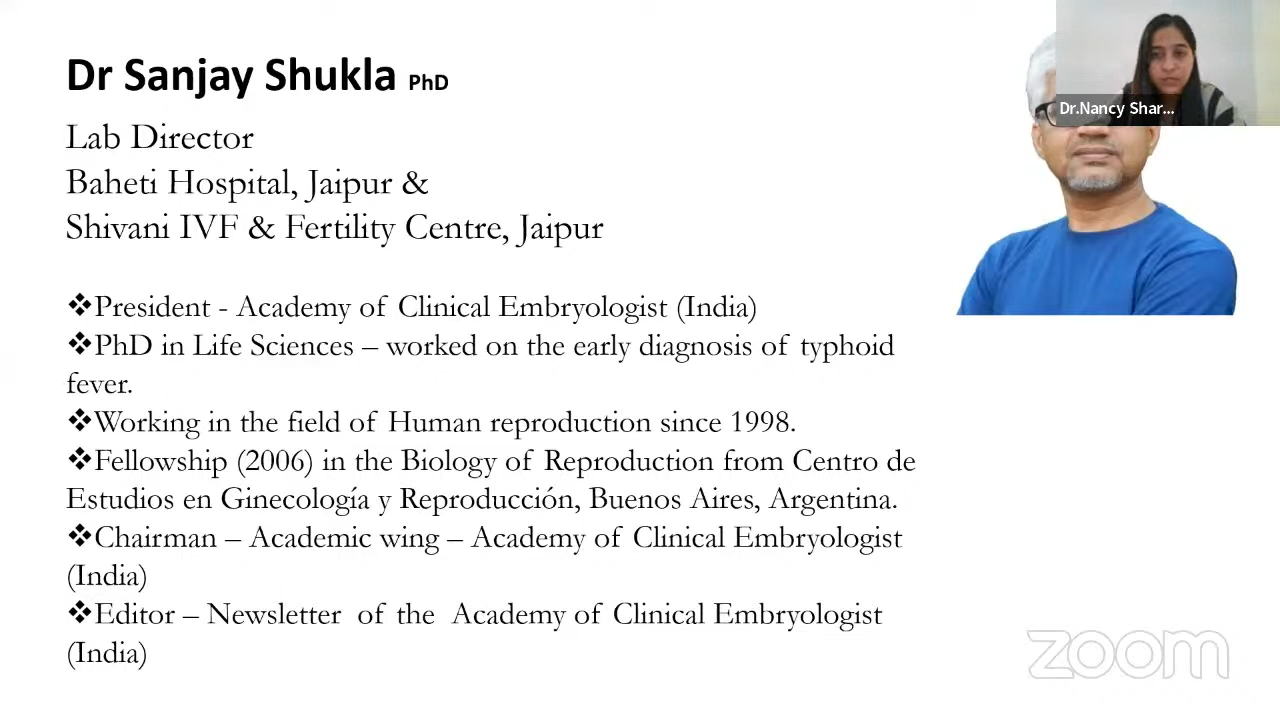 Dr Sanjay Shukla PhD
Lab Director
Baheti Hospital, Jaipur &
Shivani IVF & Fertility Centre, Jaipur
❖President - Academy of Clinical Embryologist (India)
❖PhD in Life Sciences – worked on the early diagnosis of typhoid
fever.
❖Working in the field of Human reproduction since 1998.
❖Fellowship (2006) in the Biology of Reproduction from Centro de
Estudios en Ginecología y Reproducción, Buenos Aires, Argentina.
❖Chairman – Academic wing – Academy of Clinical Embryologist
(India)
❖Editor – Newsletter of the Academy of Clinical Embryologist
(India)
Dr.Nancy Shar...
zoom